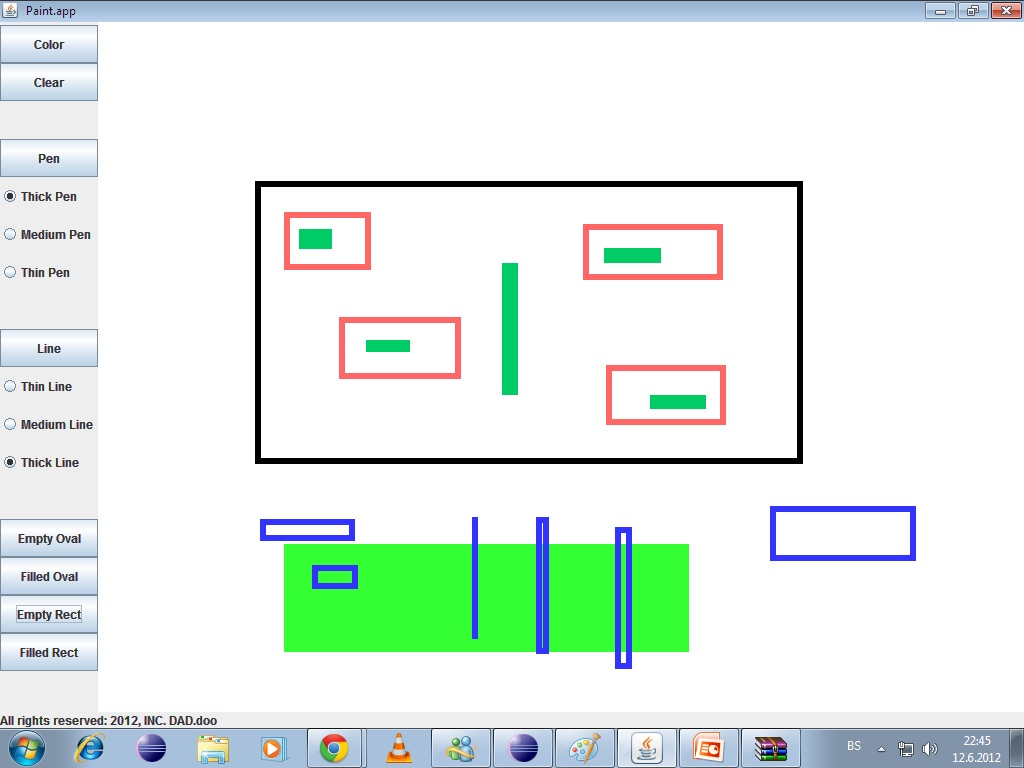 Paint.app
Color
Clear
Pen
Thick Pen
Medium Pen
Thin Pen
Line
Thin Line
Medium Line
Thick Line
Empty Oval
Filled Oval
Empty Rect
Filled Rect
All rights reserved: 2012, INC. DAD.doo
BS
22:45
12.6.2012